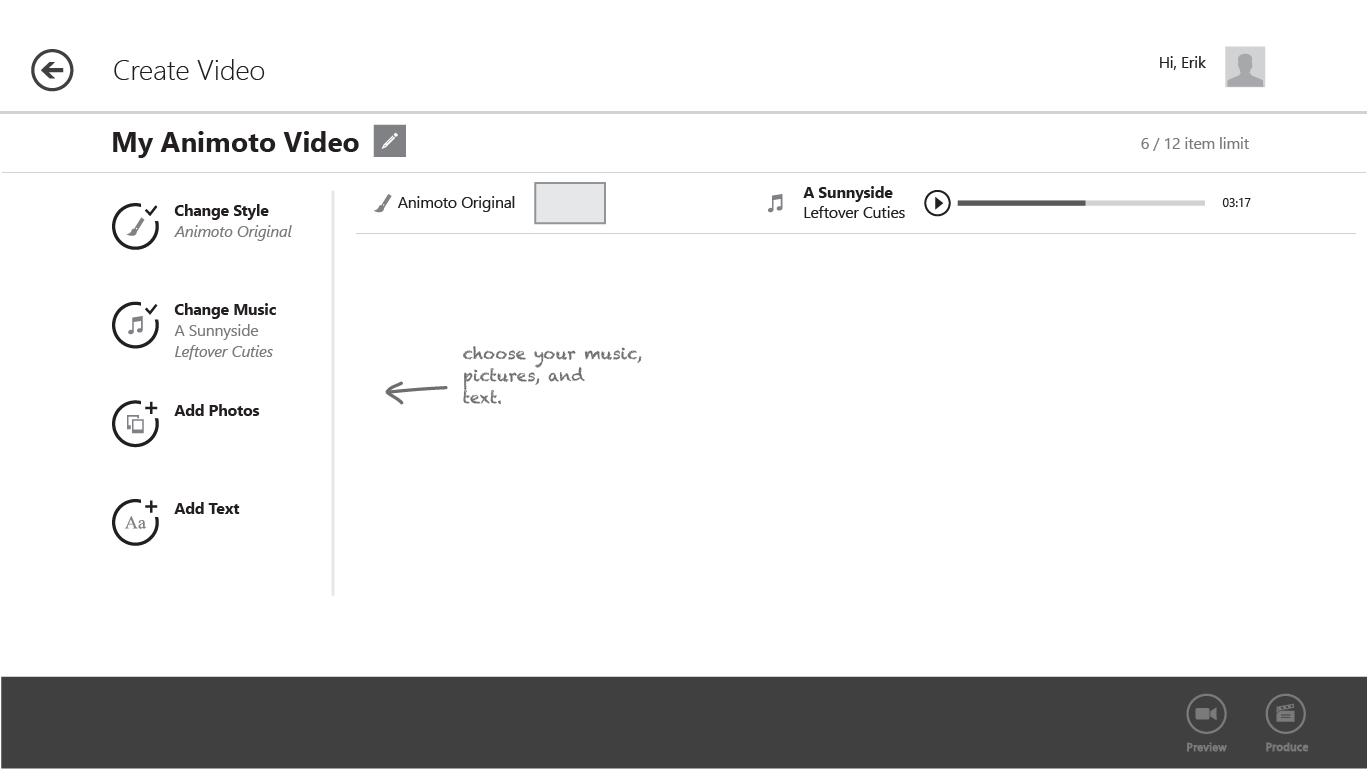 Create Video
Hi, Erik
My Animoto Video
6 / 12 item limit
Change Style
Animoto Original
Change Music
A Sunnyside
Leftover Cuties
Add Photos
Aa
Add Text
Animoto Original
A Sunnyside
Leftover Cuties
03:17
choose your music,
pictures, and
text.
Preview
Produce